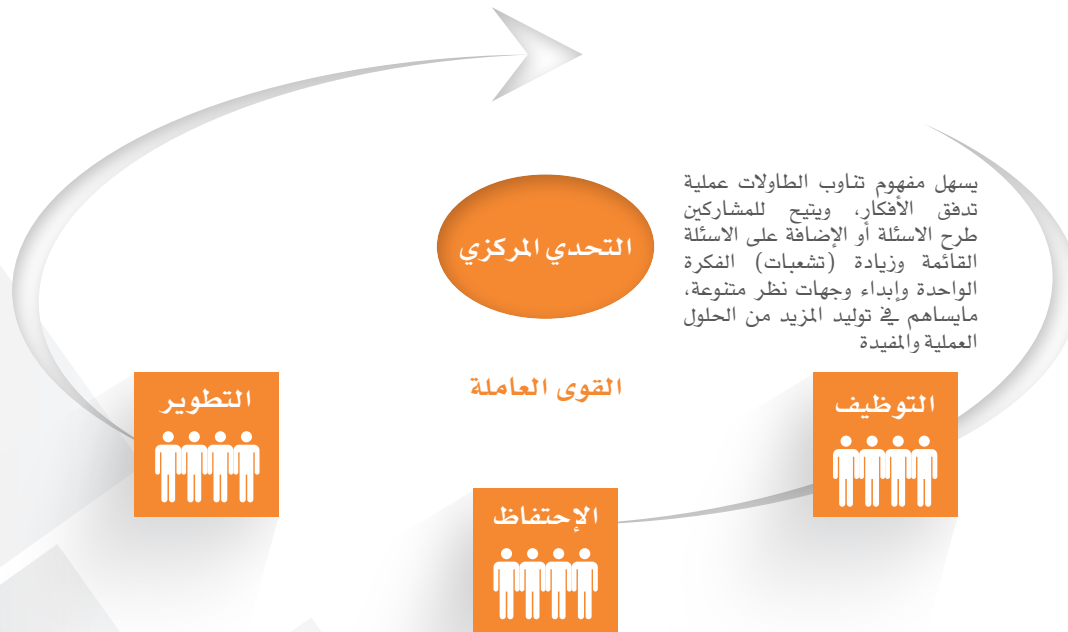 التحدي المركزي
يسهل مفهوم تناوب الطاولات عملية
تدفق الأفكار، ويتيح للمشاركين
طرح الاسئلة أو الإضافة على الاسئلة
القائمة وزيادة (تشعبات) الفكرة
الواحدة وإبداء وجهات نظر متنوعة،
مايساهم في توليد المزيد من الحلول
العملية والمفيدة
القوى العاملة
التوظيف
الإحتفاظ
التطوير